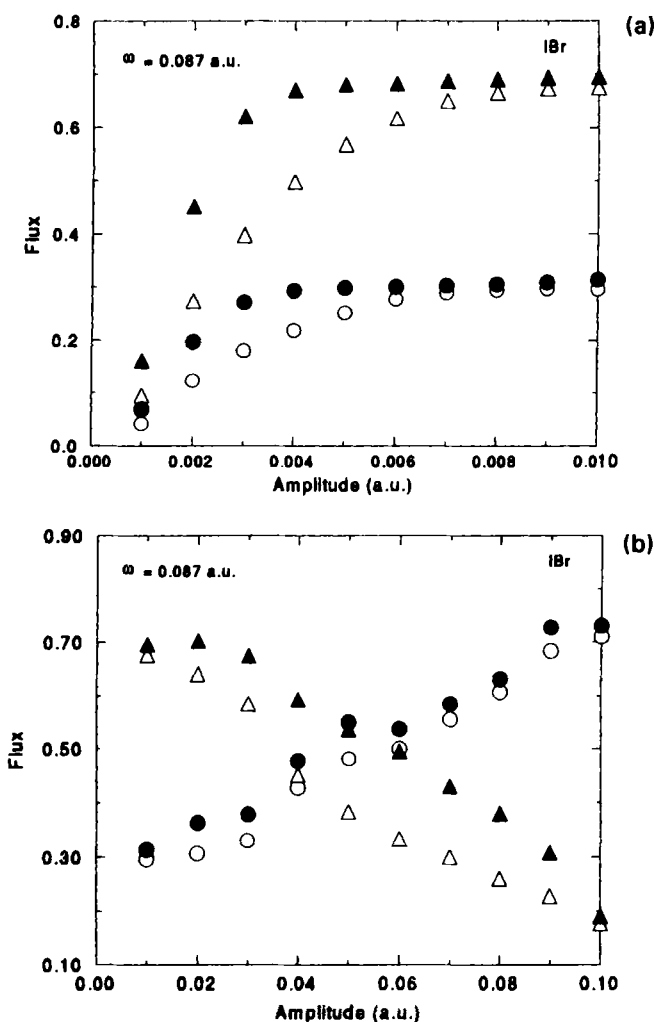 (a)
0.8
ω = 0.087 a.u.
IBr
0.6
0.4
0.2
0.0
Flux
0.000 0.002 0.004 0.006 0.008 0.010
Amplitude (a.u.)
(b)
0.90
ω = 0.087 a.u.
IBr
0.70
0.50
0.30
0.10
Flux
0.00 0.02 0.04 0.06 0.08 0.10
Amplitude (a.u.)